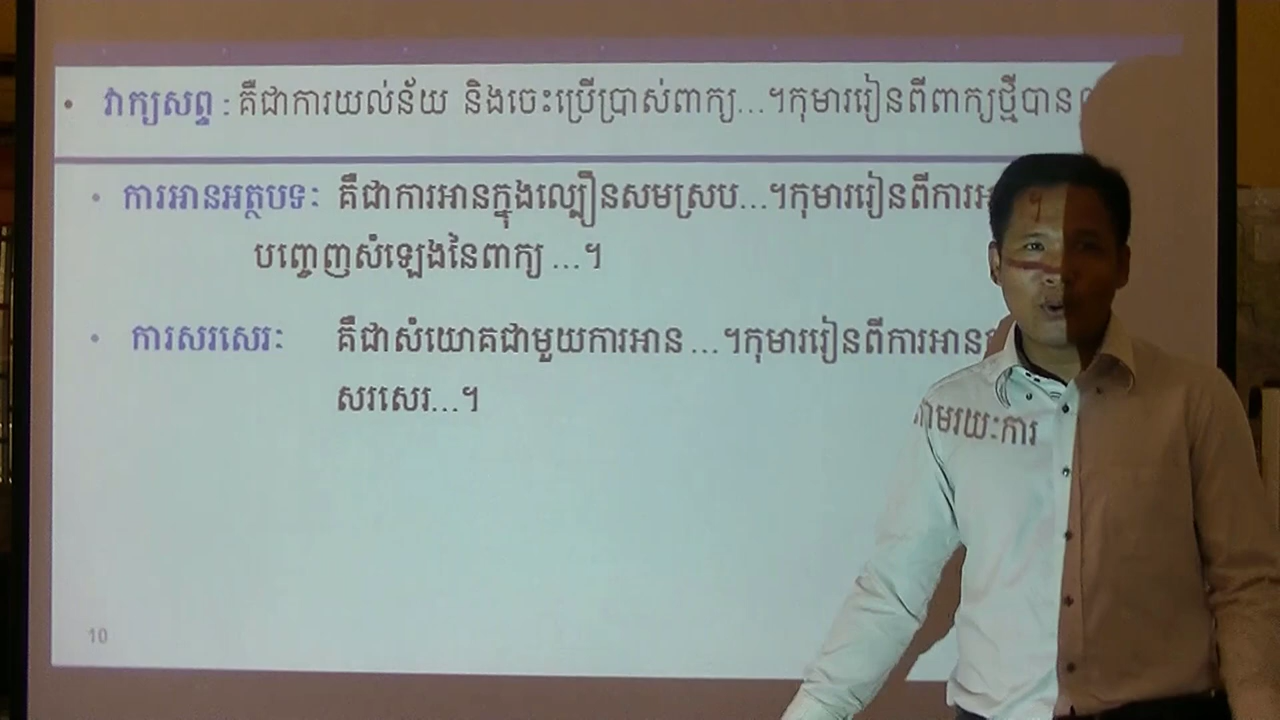 • វាក្យសព្ទ : គឺជាការយល់ន័យ និងចេះប្រើប្រាស់ពាក្យ...។កុមាររៀនពីពាក្យថ្មីបាន
• ការអានអត្ថបទៈ គឺជាការអានក្នុងល្បឿនសមស្រប...។កុមាររៀនពីការអ
បញ្ចេញសំឡេងនៃពាក្យ ...។
• ការសរសេរៈ គឺជាសំយោគជាមួយការអាន ...។កុមាររៀនពីការអាន
តាមរយៈការ
សរសេរ...។
10